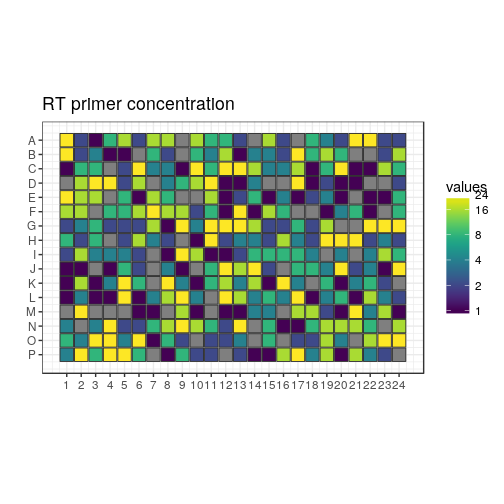 RT primer concentration
values
24
16
8
4
2
1
A
B
C
D
E
F
G
H
I
J
K
L
M
N
O
P
1 2 3 4 5 6 7 8 9 10 11 12 13 14 15 16 17 18 19 20 21 22 23 24